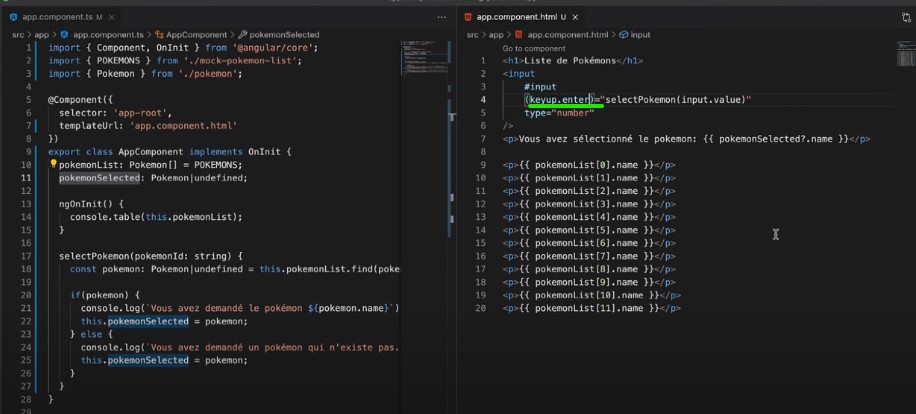 app.component.ts M
src > app > app.component.ts > AppComponent > pokemonSelected
1 import { Component, OnInit } from '@angular/core';
2 import { POKEMONS } from './mock-pokemon-list';
3 import { Pokemon } from './pokemon';
4
5 @Component({
6 selector: 'app-root',
7 templateUrl: 'app.component.html'
8 })
9 export class AppComponent implements OnInit {
10 pokemonList: Pokemon[] = POKEMONS;
11 pokemonSelected: Pokemon|undefined;
12
13 ngOnInit() {
14 console.table(this.pokemonList);
15 }
16
17 selectPokemon(pokemonId: string) {
18 const pokemon: Pokemon|undefined = this.pokemonList.find(poke
19
20 if(pokemon) {
21 console.log(`Vous avez demandé le pokémon ${pokemon.name}`)
22 this.pokemonSelected = pokemon;
23 } else {
24 console.log(`Vous avez demandé un pokémon qui n'existe pas.
25 this.pokemonSelected = pokemon;
26 }
27 }
28 }
29
app.component.html U
src > app > app.component.html > input
Go to component
1 <h1>Liste de Pokémons</h1>
2 <input
3 #input
4 (keyup.enter)="selectPokemon(input.value)"
5 type="number"
6 />
7 <p>Vous avez sélectionné le pokemon: {{ pokemonSelected?.name }}</p>
8
9 <p>{{ pokemonList[0].name }}</p>
10 <p>{{ pokemonList[1].name }}</p>
11 <p>{{ pokemonList[2].name }}</p>
12 <p>{{ pokemonList[3].name }}</p>
13 <p>{{ pokemonList[4].name }}</p>
14 <p>{{ pokemonList[5].name }}</p>
15 <p>{{ pokemonList[6].name }}</p>
16 <p>{{ pokemonList[7].name }}</p>
17 <p>{{ pokemonList[8].name }}</p>
18 <p>{{ pokemonList[9].name }}</p>
19 <p>{{ pokemonList[10].name }}</p>
20 <p>{{ pokemonList[11].name }}</p>